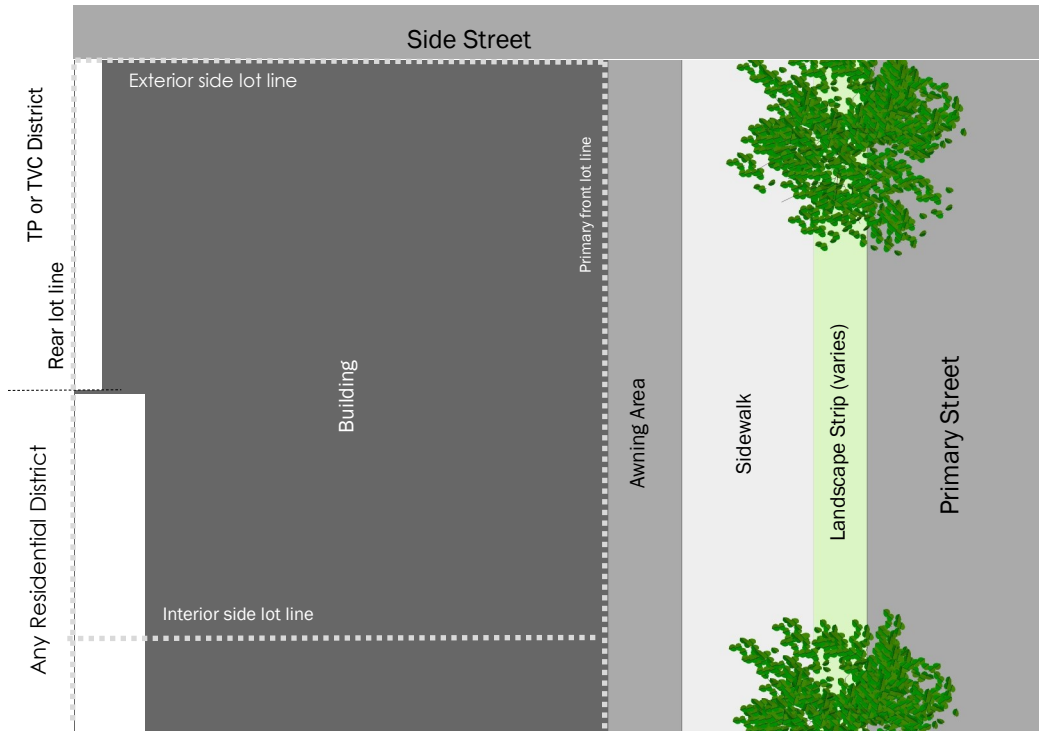 Side Street
Exterior side lot line
TP or TVC District
Rear lot line
Primary front lot line
Building
Awning Area
Sidewalk
Landscape Strip (varies)
Primary Street
Any Residential District
Interior side lot line